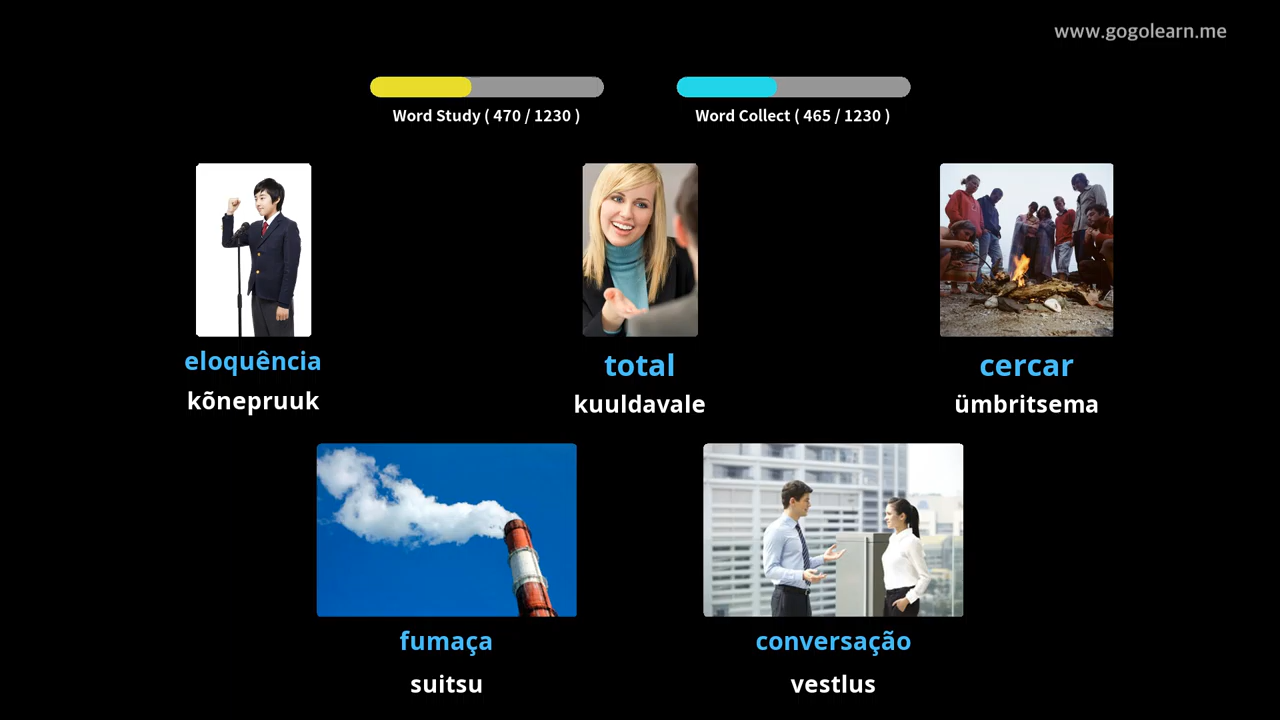 www.gogolearn.me
Word Study ( 470 / 1230 )
Word Collect ( 465 / 1230 )
eloquência
kõnepruuk
total
kuuldavale
cercar
ümbritsema
fumaça
suitsu
conversação
vestlus